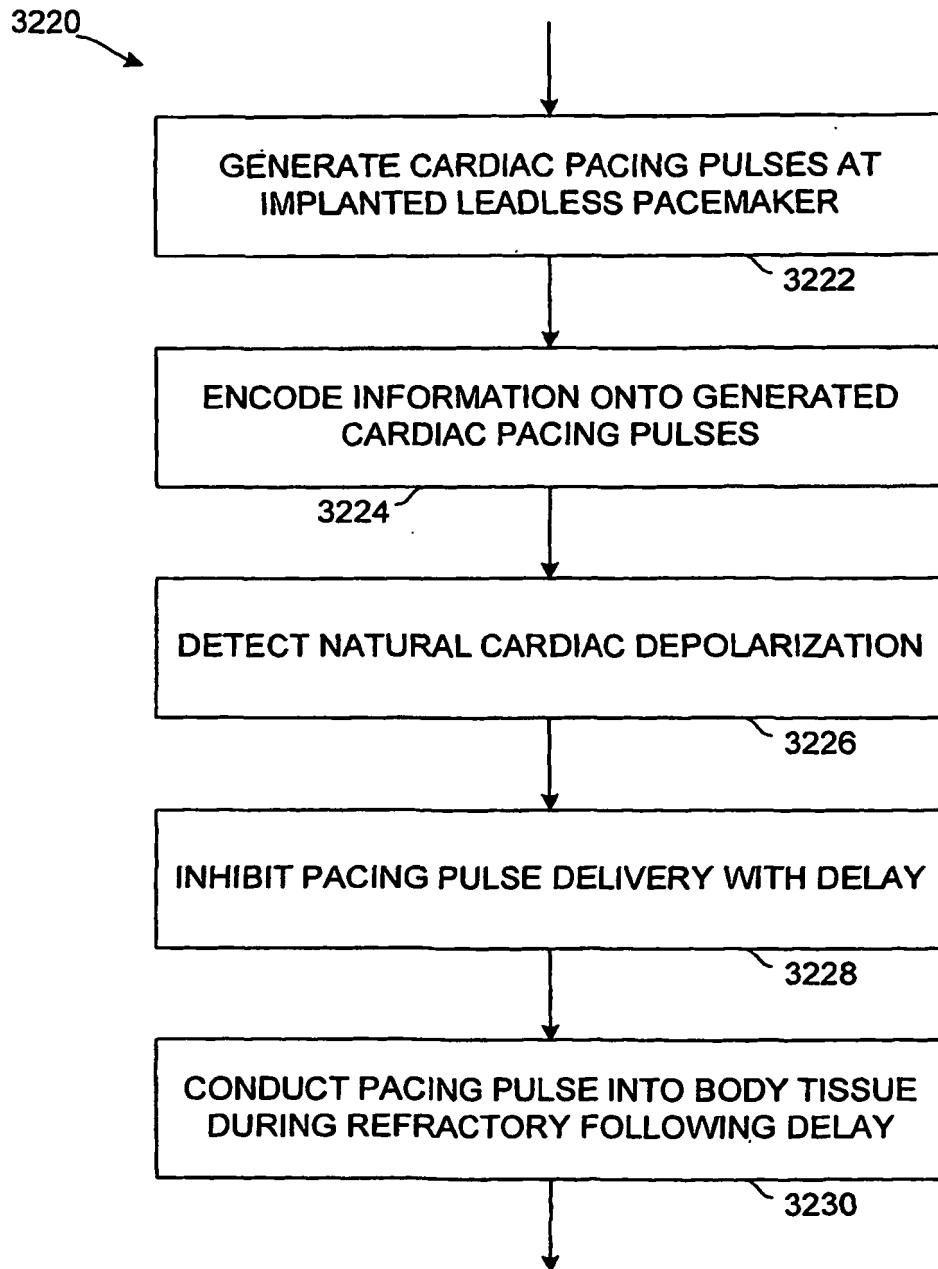 3220
GENERATE CARDIAC PACING PULSES AT
IMPLANTED LEADLESS PACEMAKER
3222
ENCODE INFORMATION ONTO GENERATED
CARDIAC PACING PULSES
3224
DETECT NATURAL CARDIAC DEPOLARIZATION
3226
INHIBIT PACING PULSE DELIVERY WITH DELAY
3228
CONDUCT PACING PULSE INTO BODY TISSUE
DURING REFRACTORY FOLLOWING DELAY
3230